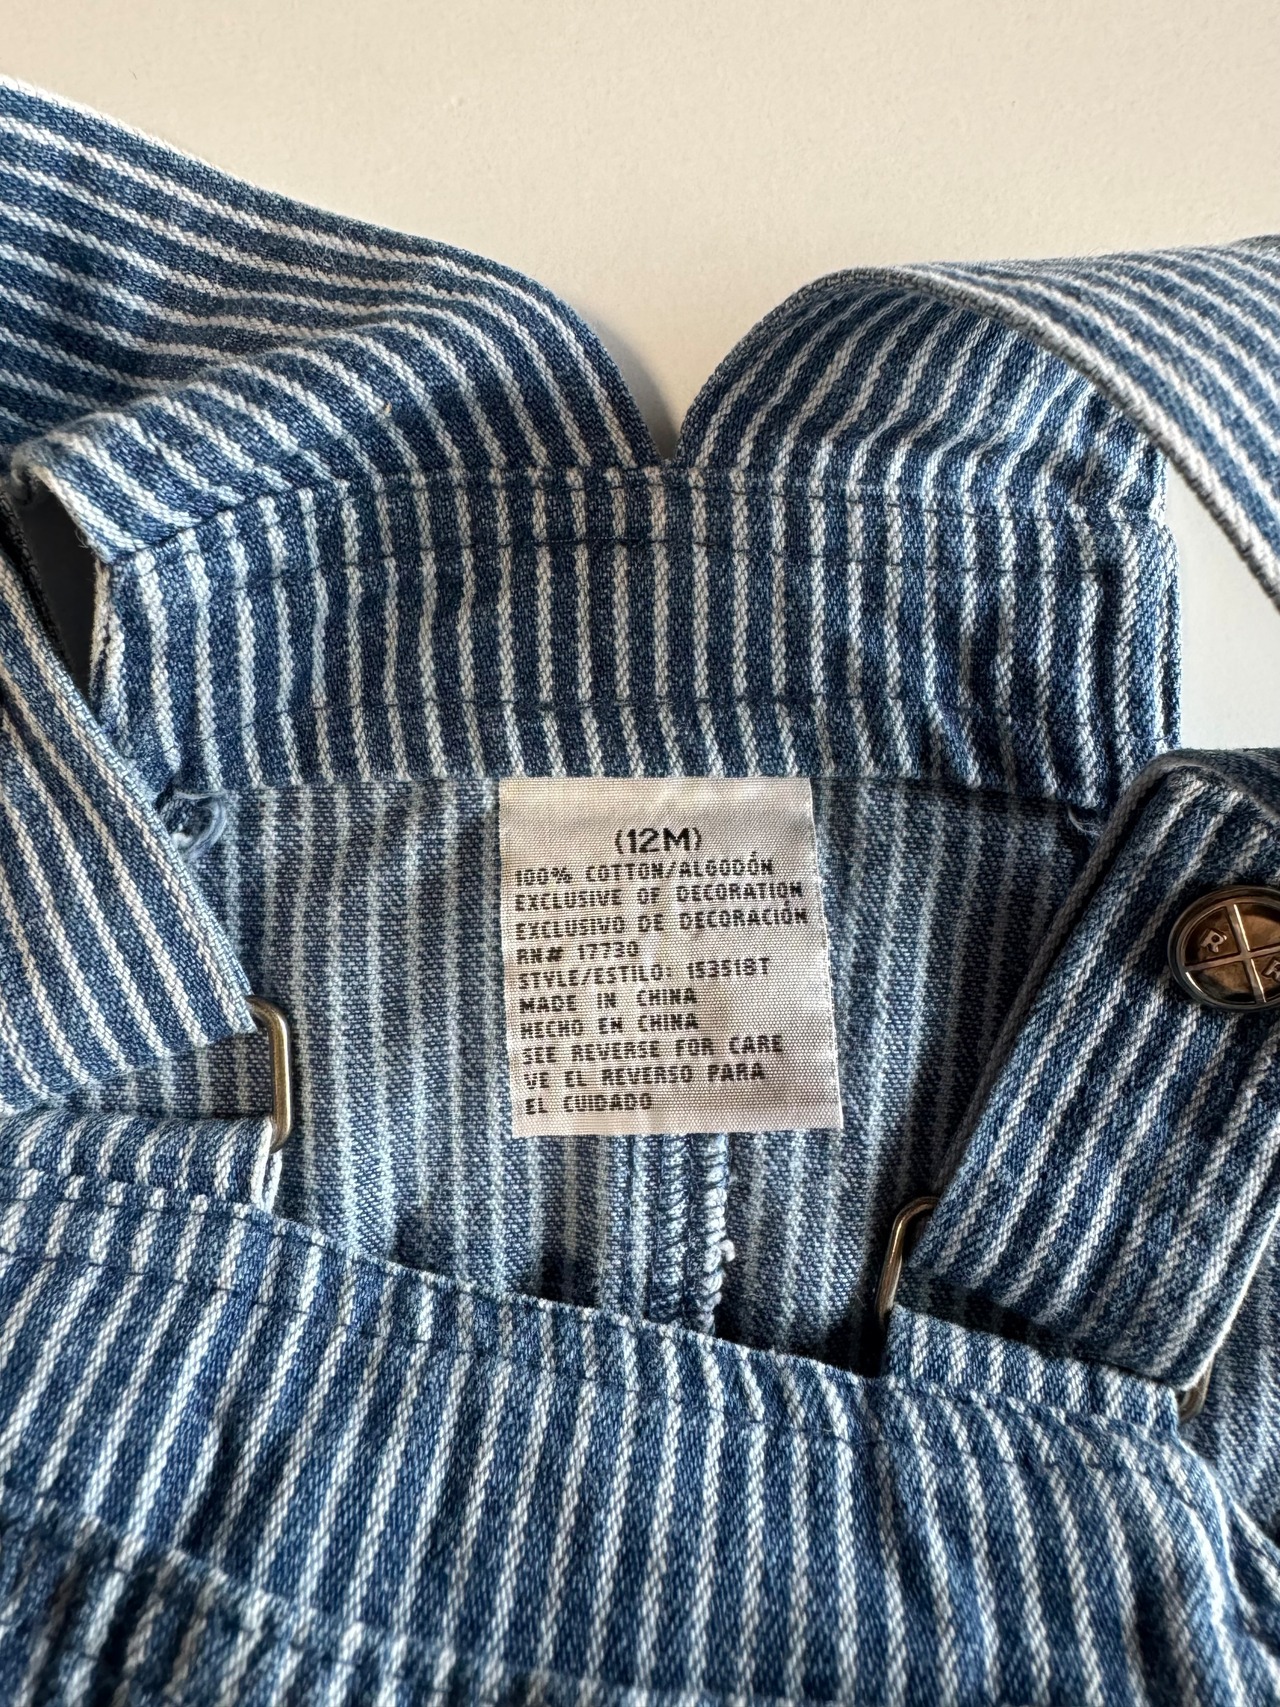 (12M)
100% COTTON/ALGODÓN
EXCLUSIVE OF DECORATION
EXCLUSIVO DE DECORACIÓN
RN# 17730
STYLE/ESTILO: 153518T
MADE IN CHINA
HECHO EN CHINA
SEE REVERSE FOR CARE
VE EL REVERSO PARA
EL CUIDADO
R
R